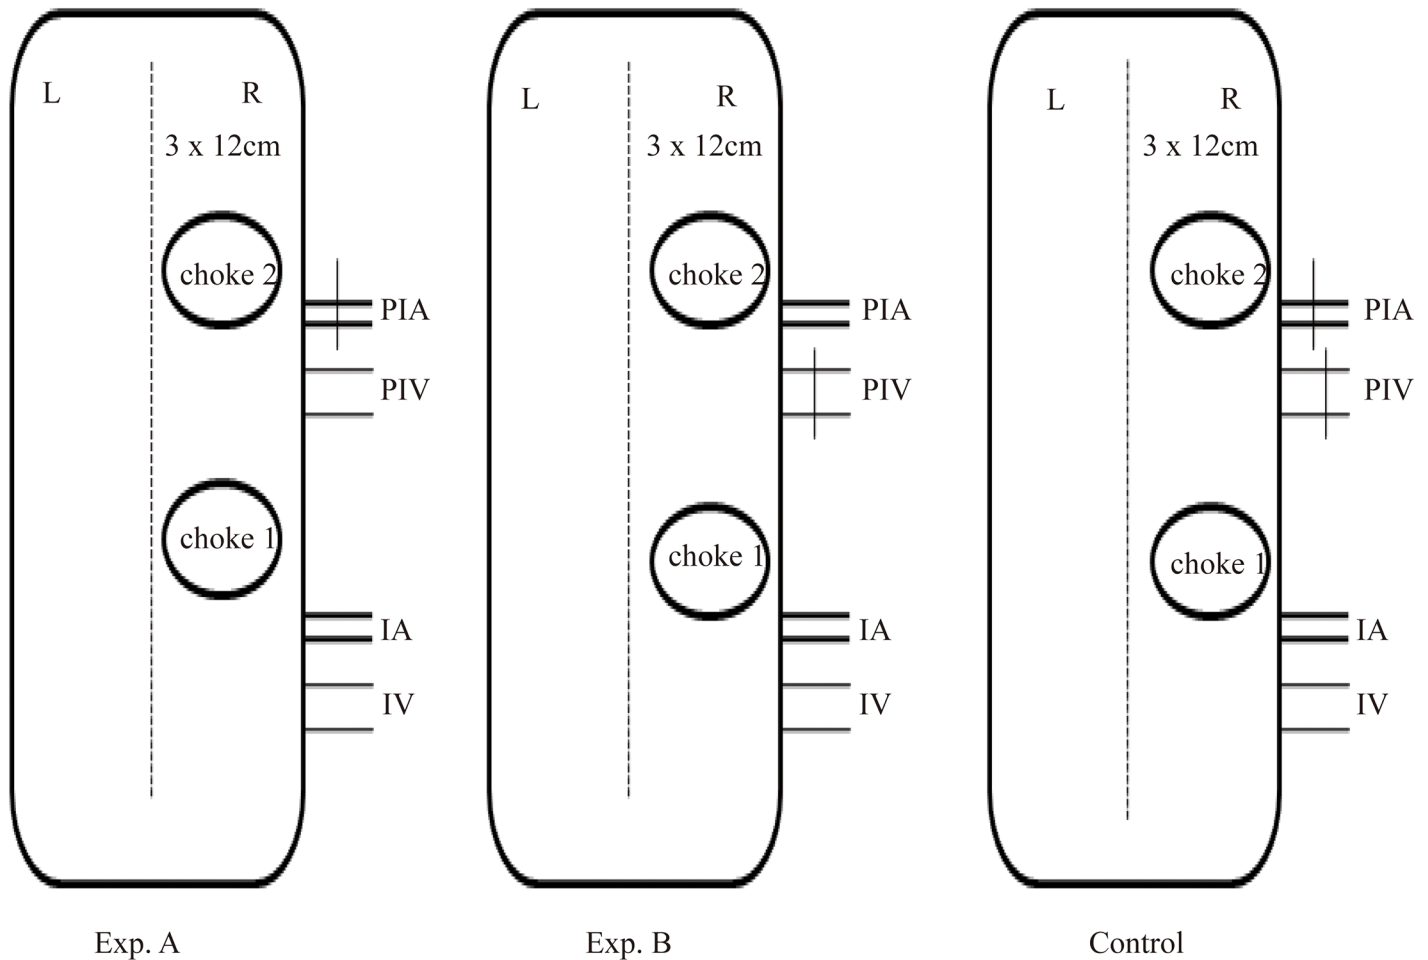 L R
3 x 12cm
choke 2
PIA
PIV
choke 1
IA
IV
Exp. A
L R
3 x 12cm
choke 2
PIA
PIV
choke 1
IA
IV
Exp. B
L R
3 x 12cm
choke 2
PIA
PIV
choke 1
IA
IV
Control